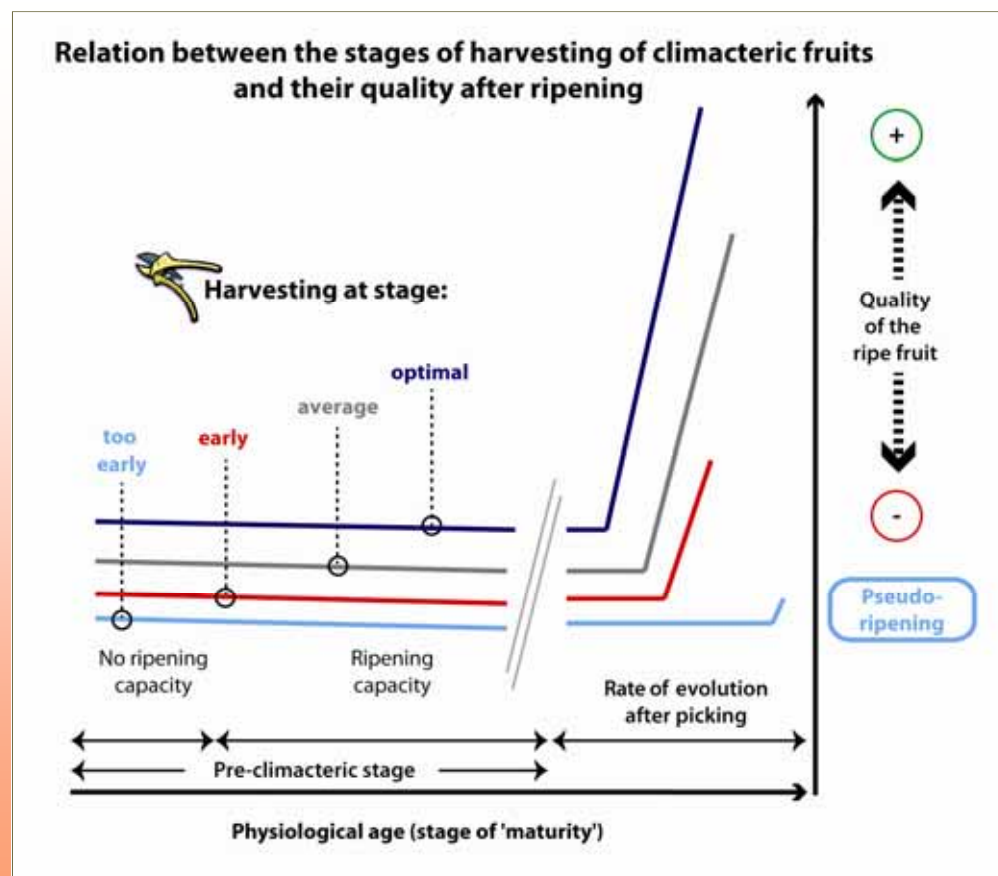 Relation between the stages of harvesting of climacteric fruits
and their quality after ripening
+
Harvesting at stage:
Quality
of the
ripe fruit
optimal
average
too
early
early
-
Pseudo-
ripening
No ripening
capacity
Ripening
capacity
Rate of evolution
after picking
Pre-climacteric stage
Physiological age (stage of 'maturity')